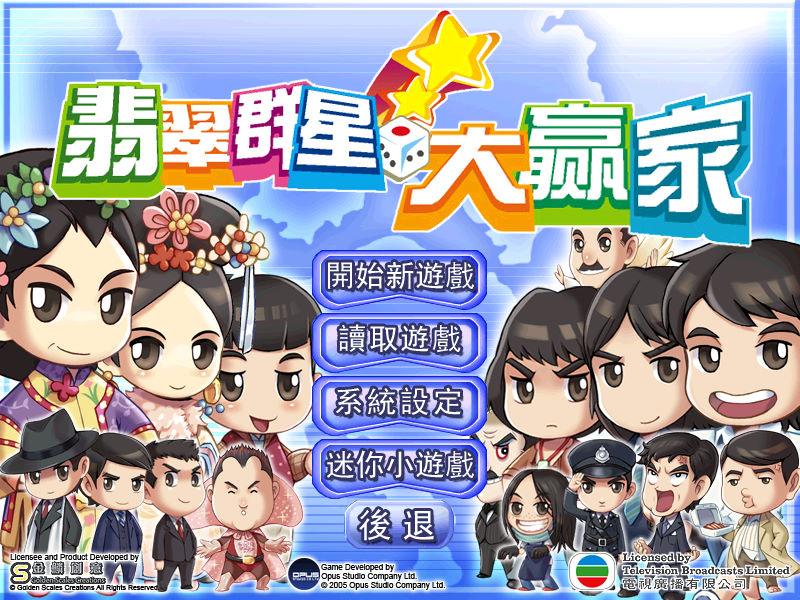 翡翠群星大赢家
開始新遊戲
讀取遊戲
系統設定
迷你小遊戲
後退
Licensee and Product Developed by
金鱗創意
Golden Scales Creations
© Golden Scales Creations All Rights Reserved.
OPUS
Game Developed by
Opus Studio Company Ltd.
© 2005 Opus Studio Company Ltd.
Licensed by
Television Broadcasts Limited
電視廣播有限公司